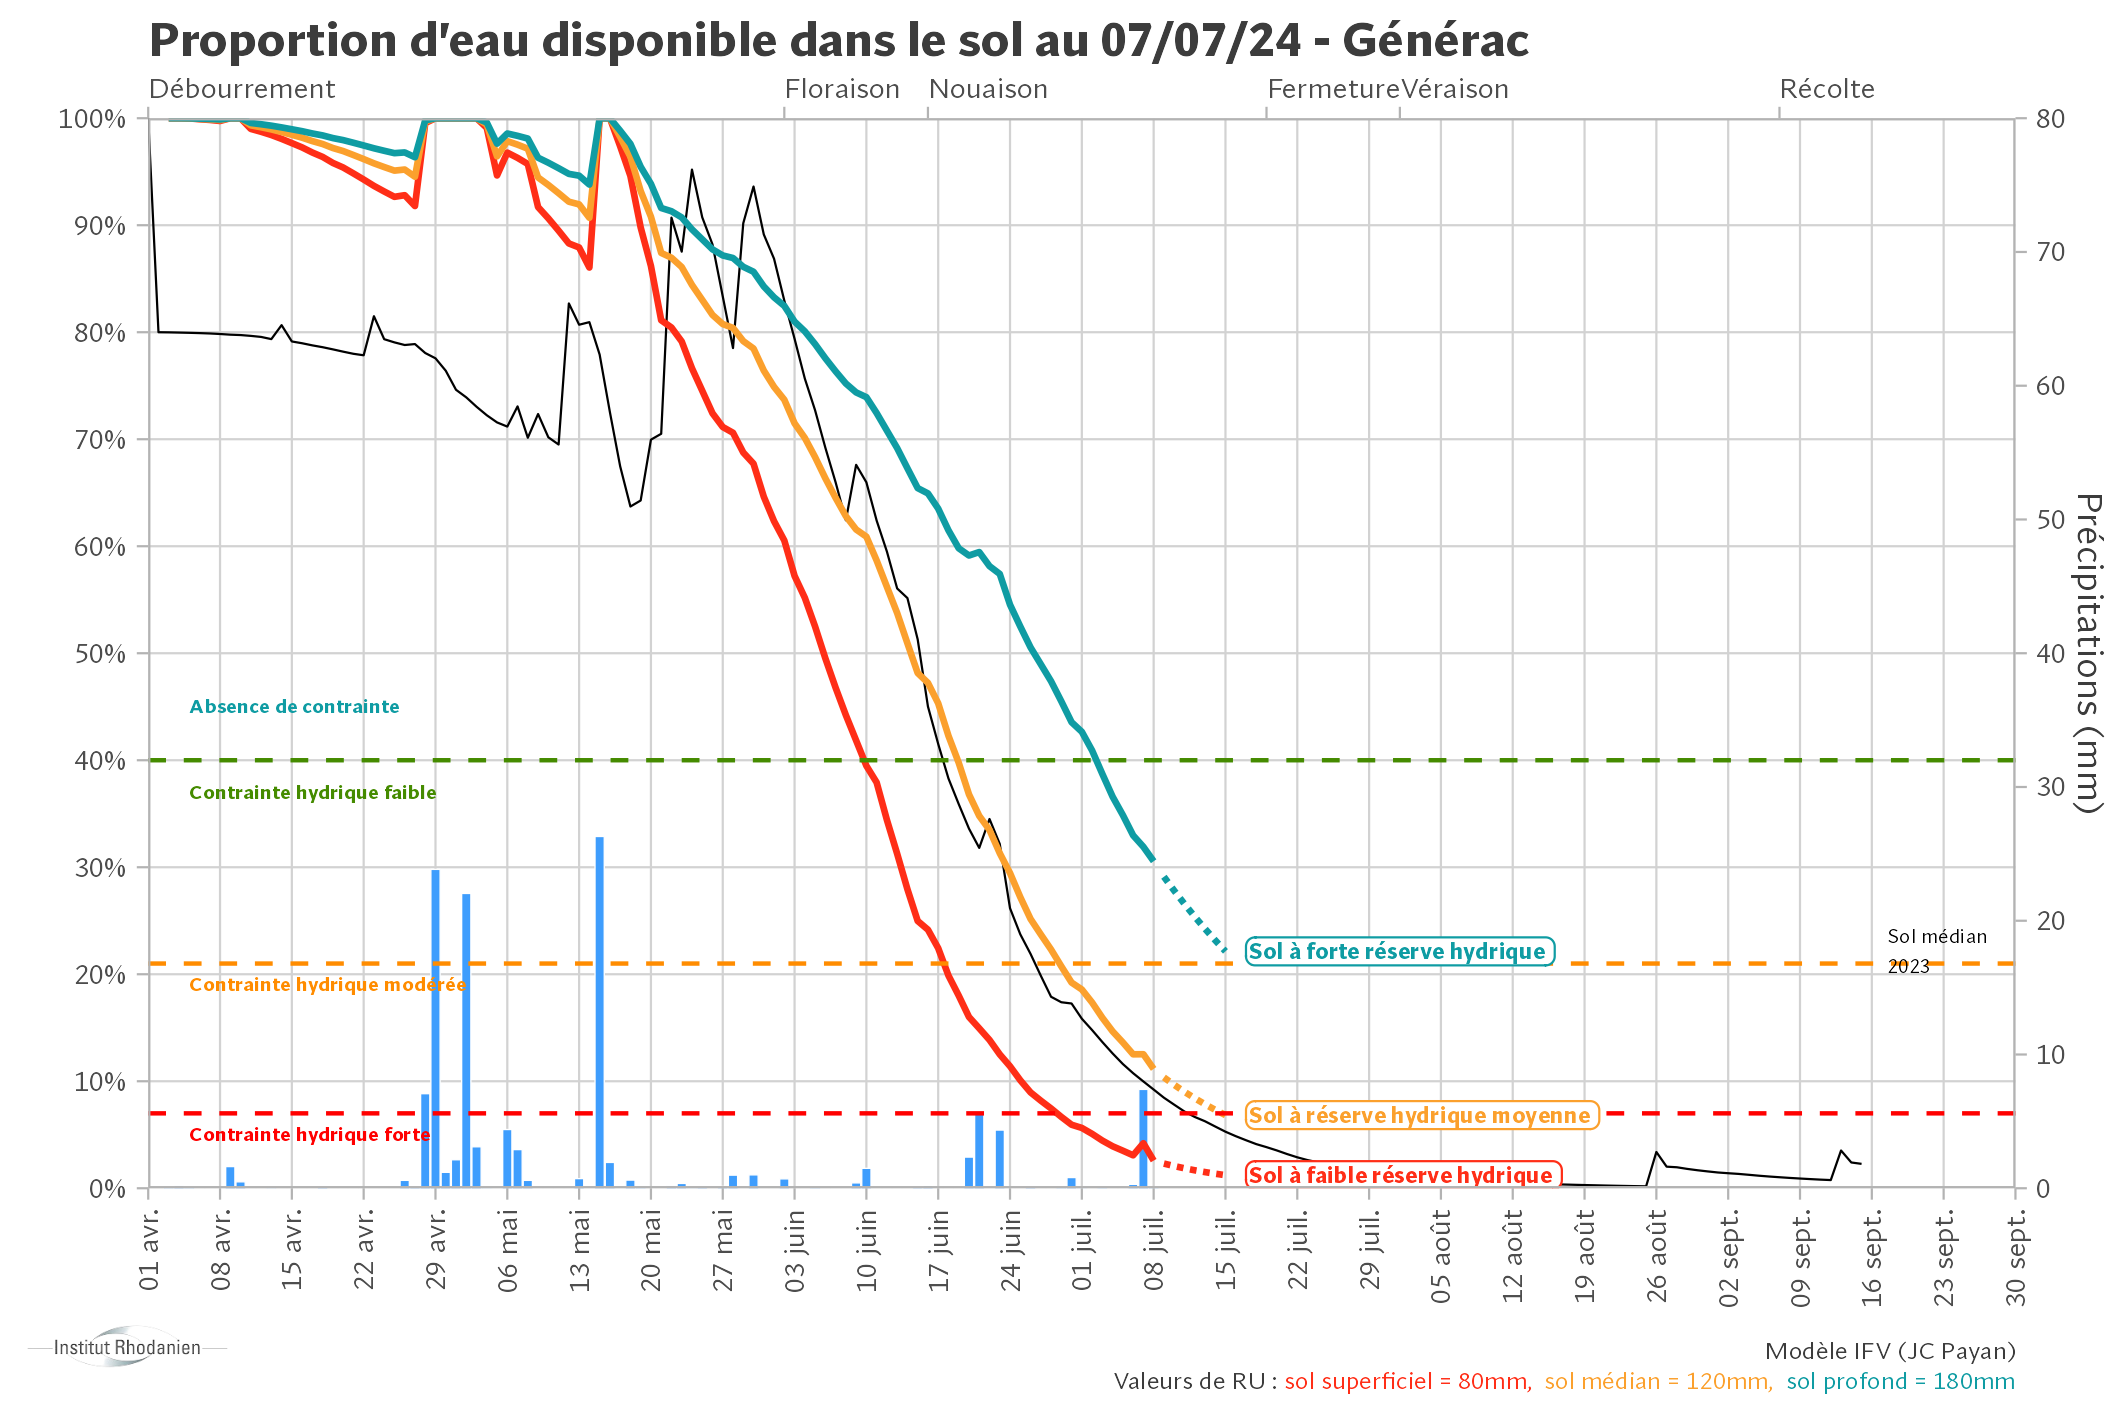 Proportion d'eau disponible dans le sol au 07/07/24 - Générac
Débourrement Floraison Nouaison Fermeture Véraison Récolte
100%
90%
80%
70%
60%
50%
40%
30%
20%
10%
0%
80
70
60
50
40
30
20
10
0
Précipitations (mm)
Absence de contrainte
Contrainte hydrique faible
Contrainte hydrique modérée
Contrainte hydrique forte
Sol à forte réserve hydrique
Sol à réserve hydrique moyenne
Sol à faible réserve hydrique
Sol médian
2023
01 avr.
08 avr.
15 avr.
22 avr.
29 avr.
06 mai
13 mai
20 mai
27 mai
03 juin
10 juin
17 juin
24 juin
01 juil.
08 juil.
15 juil.
22 juil.
29 juil.
05 août
12 août
19 août
26 août
02 sept.
09 sept.
16 sept.
23 sept.
30 sept.
Institut Rhodanien
Modèle IFV (JC Payan)
Valeurs de RU : sol superficiel = 80mm, sol médian = 120mm, sol profond = 180mm